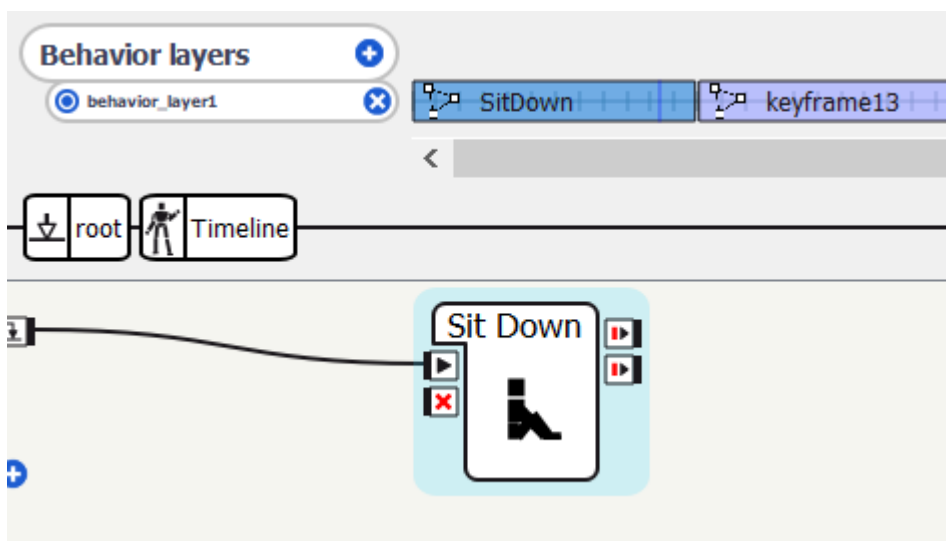 Behavior layers
behavior_layer1
SitDown
keyframe13
root
Timeline
Sit Down